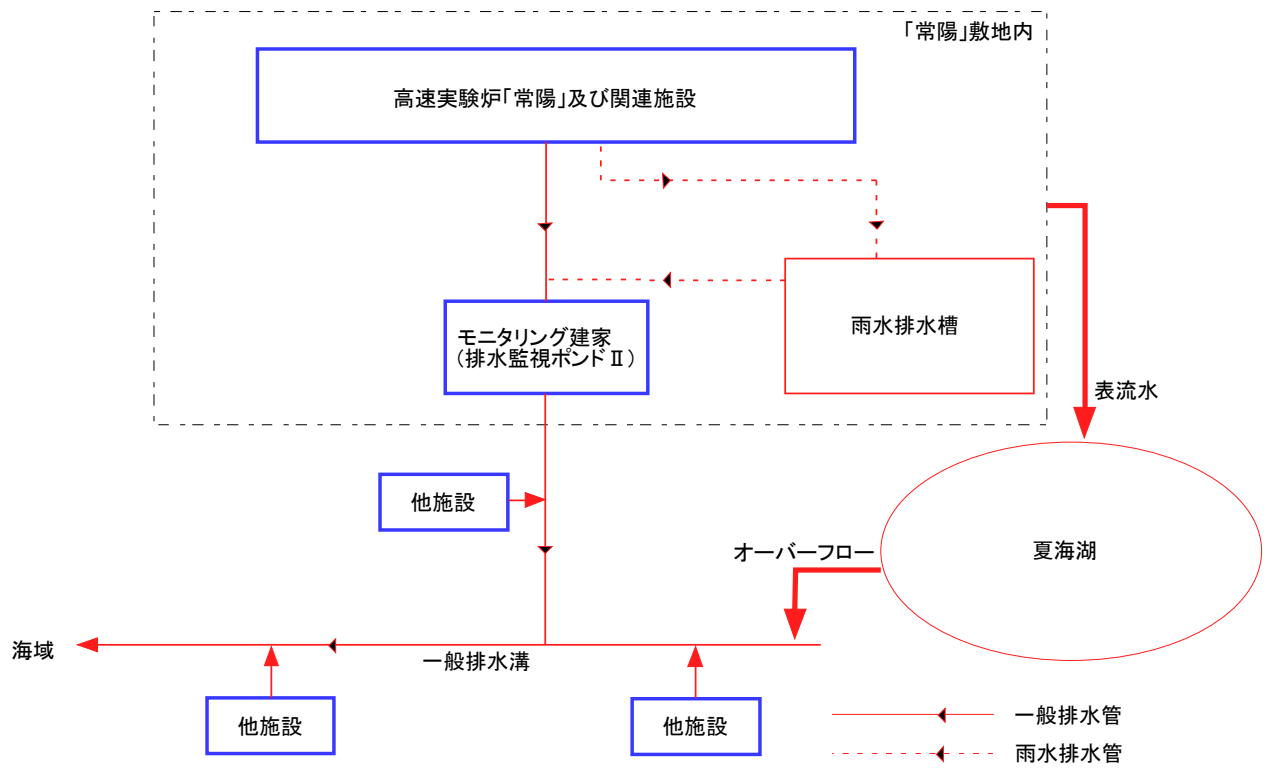 「常陽」敷地内
高速実験炉「常陽」及び関連施設
雨水排水槽
モニタリング建家
（排水監視ポンドⅡ）
表流水
他施設
オーバーフロー
夏海湖
海域
一般排水溝
他施設
他施設
一般排水管
雨水排水管